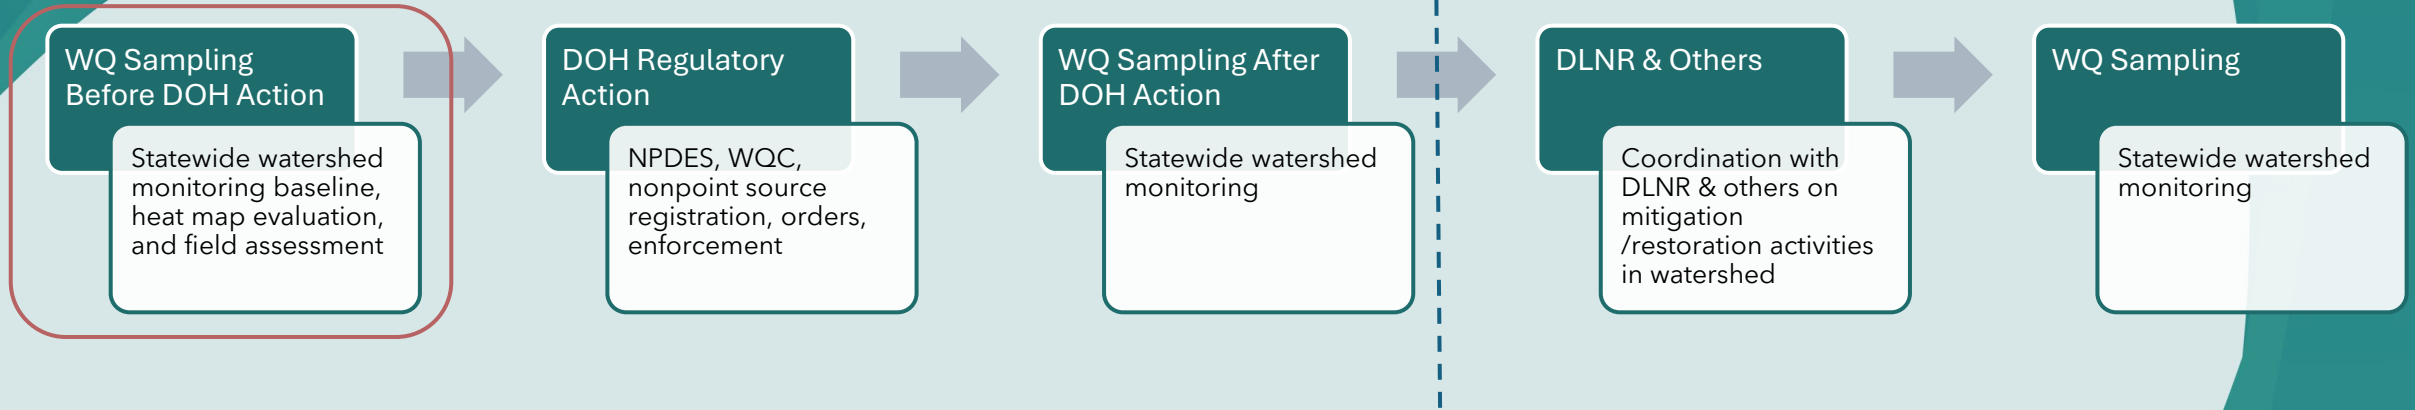 WQ Sampling
Before DOH Action
Statewide watershed
monitoring baseline,
heat map evaluation,
and field assessment
DOH Regulatory
Action
NPDES, WQC,
nonpoint source
registration, orders,
enforcement
WQ Sampling After
DOH Action
Statewide watershed
monitoring
DLNR & Others
Coordination with
DLNR & others on
mitigation
/restoration activities
in watershed
WQ Sampling
Statewide watershed
monitoring